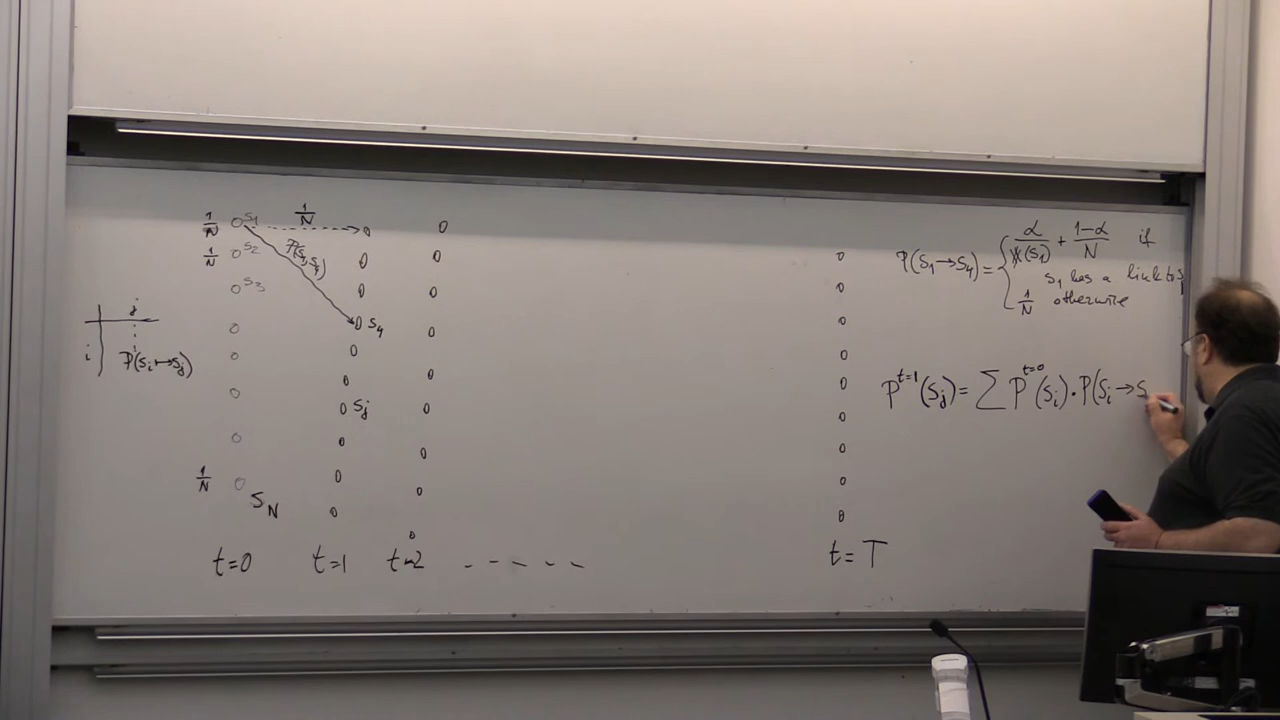 1/N s1 1/N
1/N s2
P(s1,s4)
s3
s4
j
i P(si→sj)
sj
1/N
sN
t=0 t=1 t=2 - - - - - t=T
P(s1→s4) = { α/|(s1)| + 1-α/N if
s1 has a link to s
1/N otherwise
P^t=1(sj) = ∑ P^t=0(si) · P(si→s